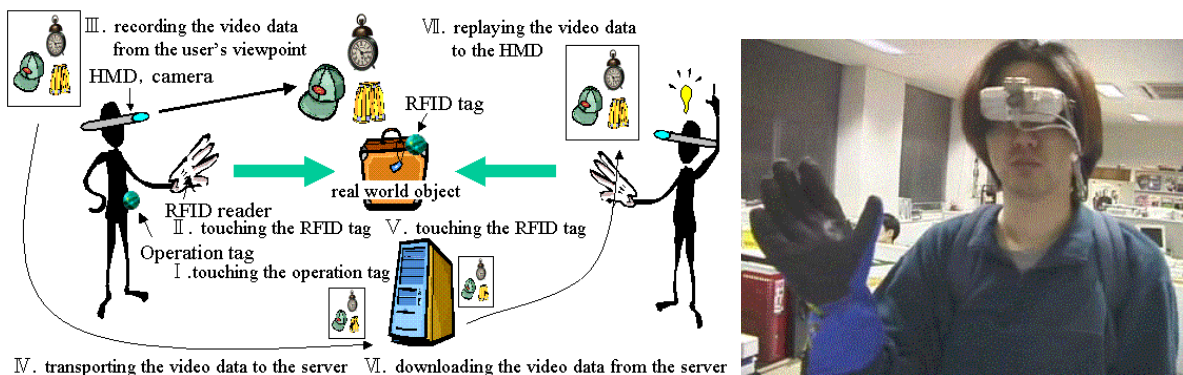 Ⅲ. recording the video data
from the user's viewpoint
HMD, camera
Ⅶ. replaying the video data
to the HMD
RFID tag
real world object
RFID reader
Ⅱ. touching the RFID tag
Ⅴ. touching the RFID tag
Operation tag
Ⅰ.touching the operation tag
Ⅳ. transporting the video data to the server
Ⅵ. downloading the video data from the server